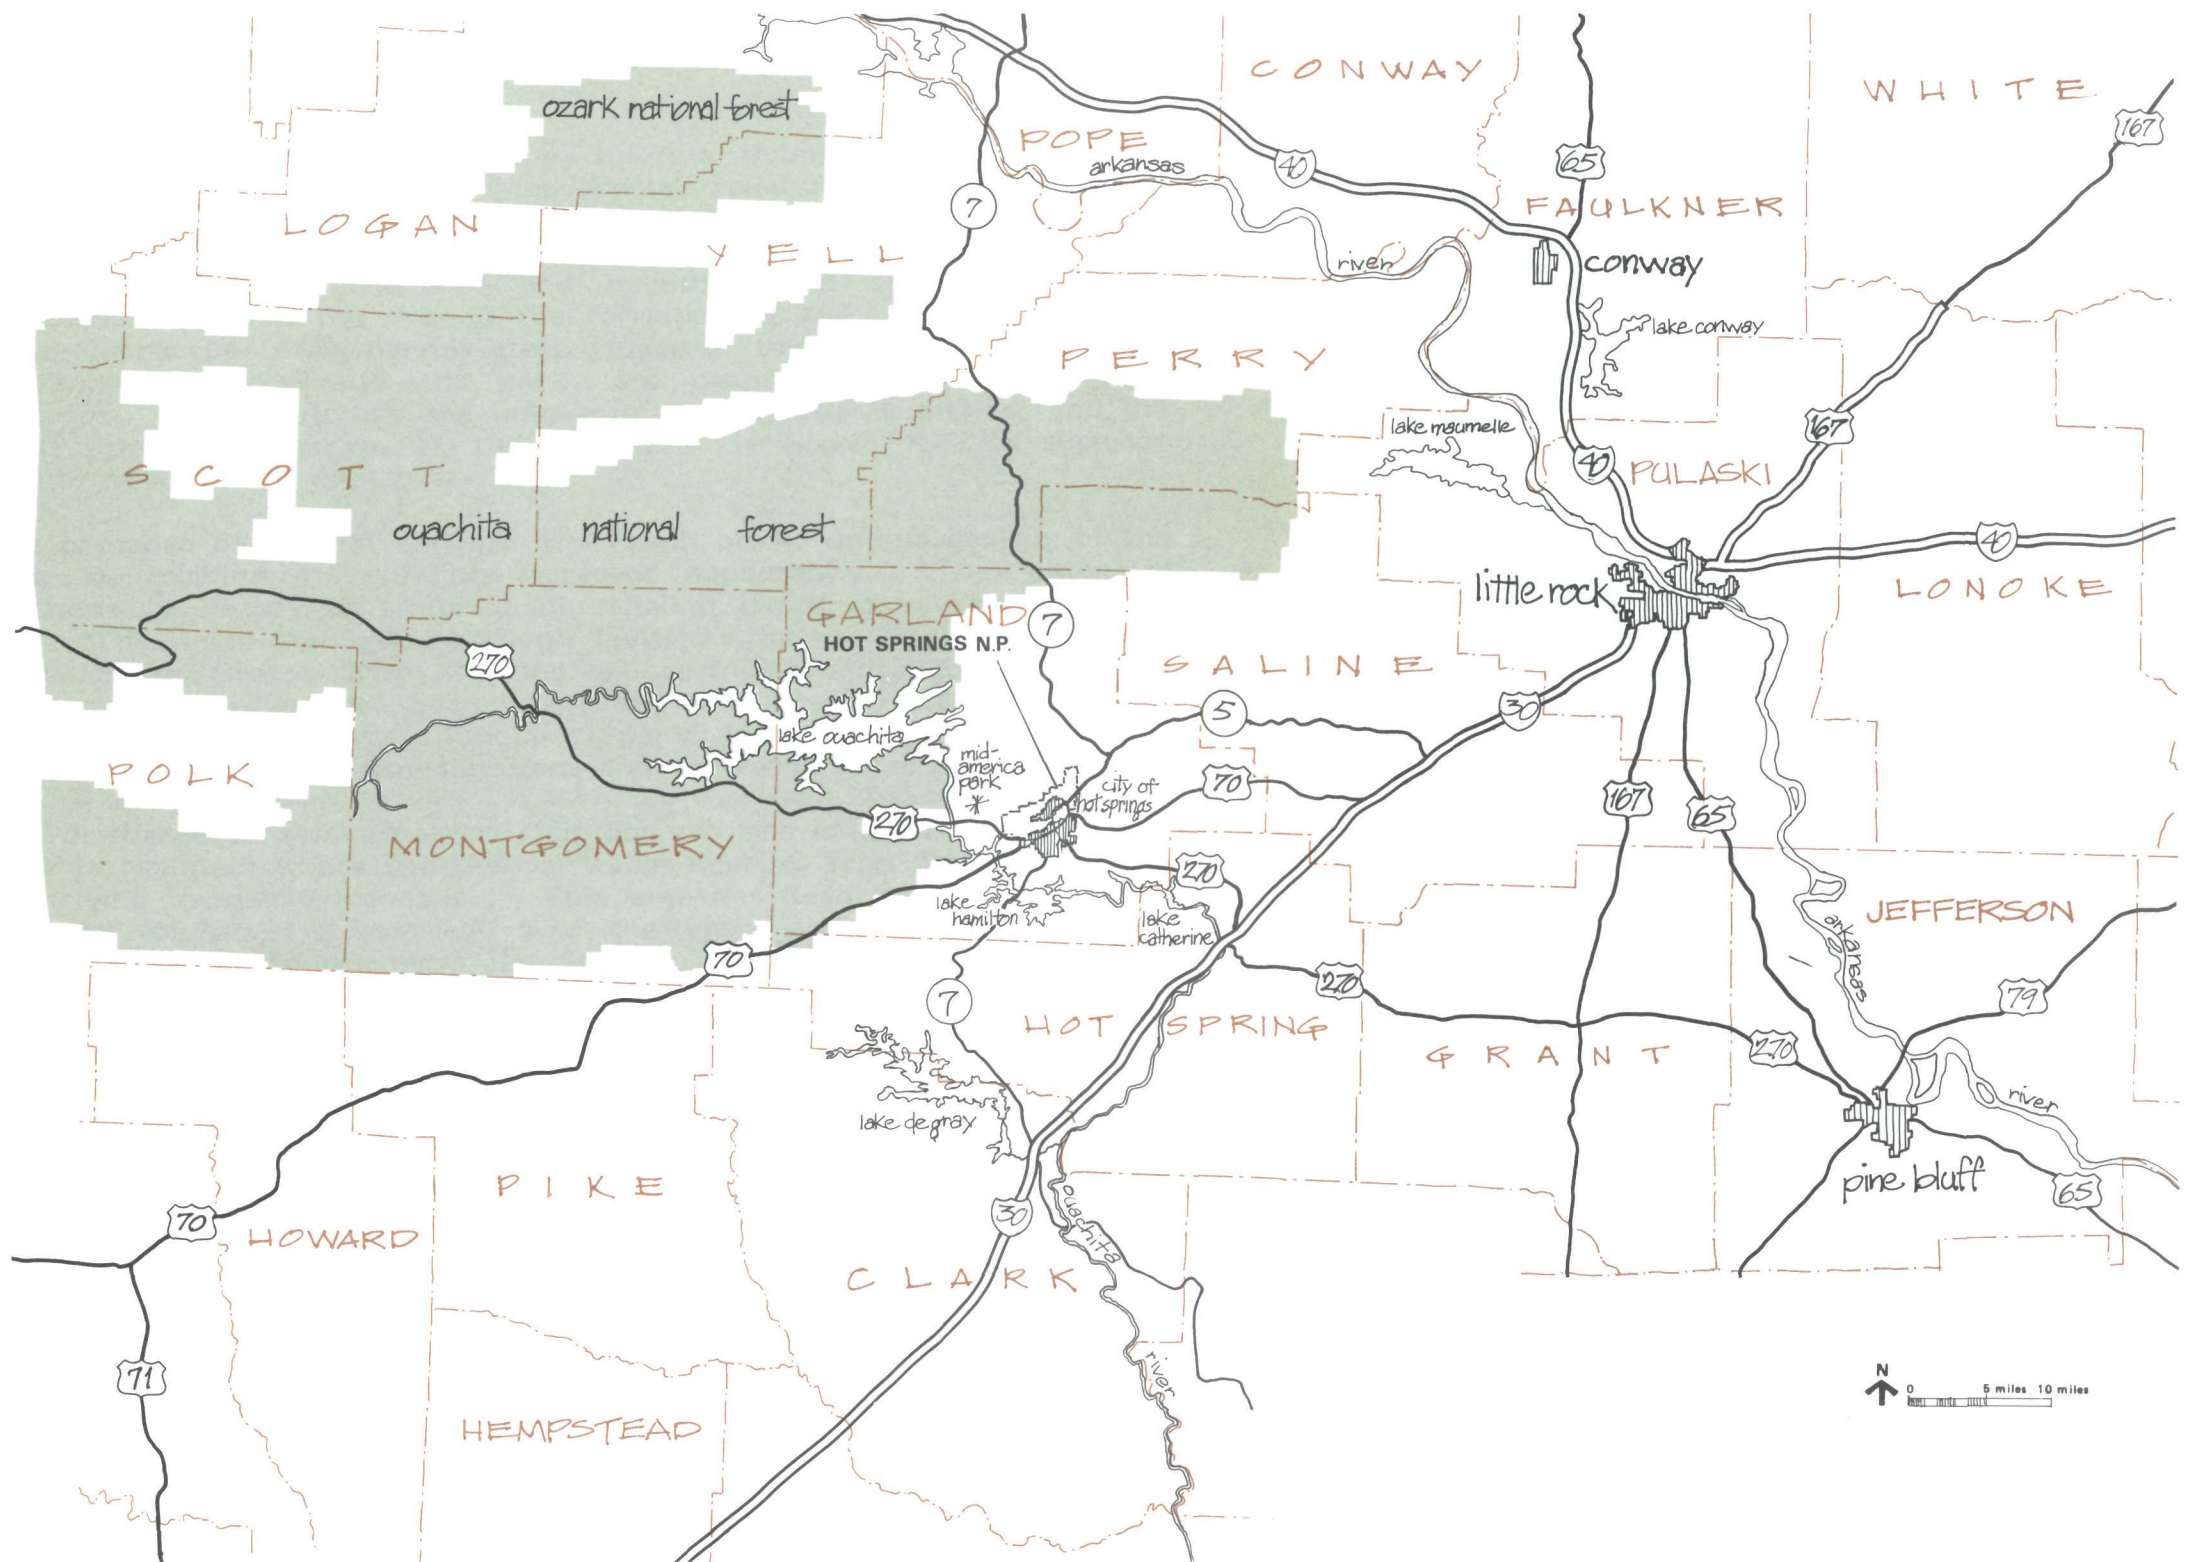 CONWAY
WHITE
ozark national forest
167
POPE
arkansas
40
65
7
LOGAN
FAULKNER
YELL
river
conway
lake conway
PERRY
lake maumelle
167
SCOTT
40
PULASKI
ouachita national forest
40
little rock
LONOKE
GARLAND
7
HOT SPRINGS N.P.
270
SALINE
5
30
lake ouachita
mid-
america
park
POLK
city of
hot springs
70
167
65
270
MONTGOMERY
270
lake
hamilton
lake
catherine
JEFFERSON
arkansas
70
270
79
7
HOT SPRING
GRANT
270
lake degray
river
PIKE
pine bluff
65
70
30
ouachita
HOWARD
CLARK
71
river
N
0 5 miles 10 miles
HEMPSTEAD